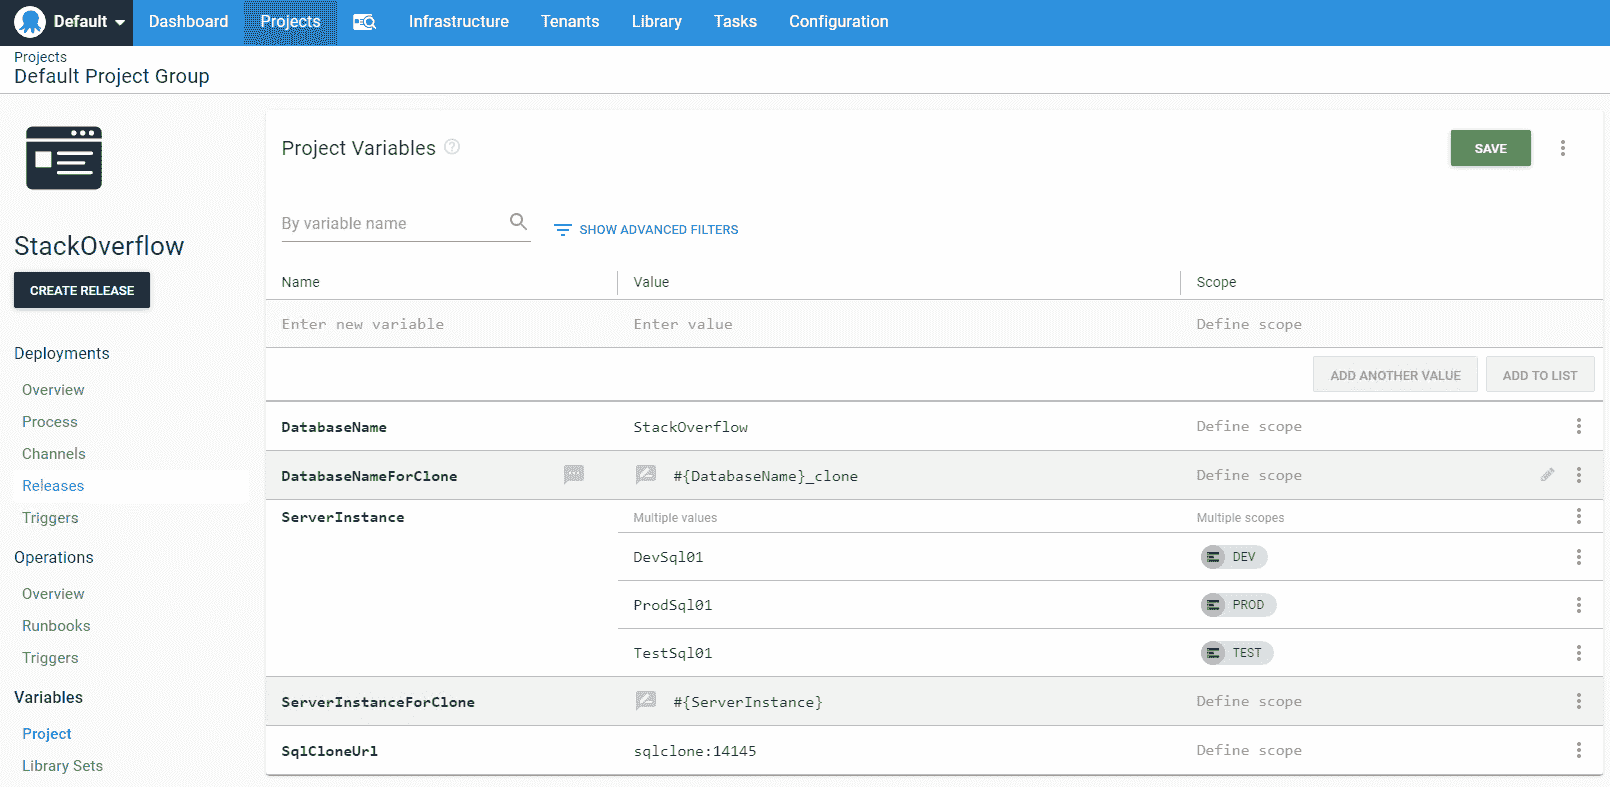 Default Dashboard Projects Infrastructure Tenants Library Tasks Configuration
Projects
Default Project Group
StackOverflow
CREATE RELEASE
Deployments
Overview
Process
Channels
Releases
Triggers
Operations
Overview
Runbooks
Triggers
Variables
Project
Library Sets
Project Variables ?
SAVE
By variable name
SHOW ADVANCED FILTERS
Name Value Scope
Enter new variable Enter value Define scope
ADD ANOTHER VALUE ADD TO LIST
DatabaseName StackOverflow Define scope
DatabaseNameForClone #{DatabaseName}_clone Define scope
ServerInstance Multiple values Multiple scopes
DevSql01 DEV
ProdSql01 PROD
TestSql01 TEST
ServerInstanceForClone #{ServerInstance} Define scope
SqlCloneUrl sqlclone:14145 Define scope